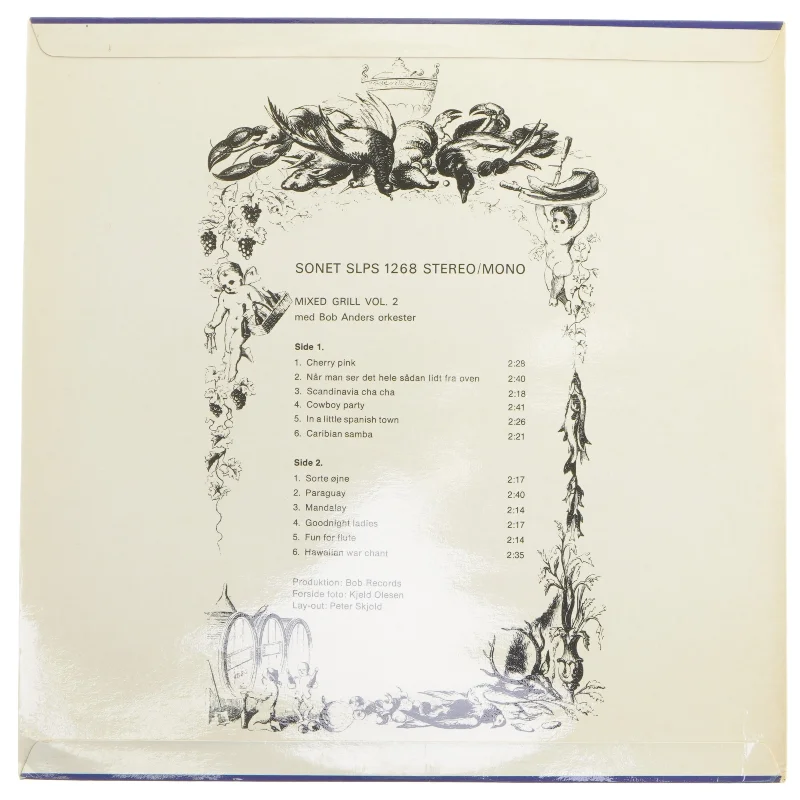 SONET SLPS 1268 STEREO/MONO
MIXED GRILL VOL. 2
med Bob Anders orkester
Side 1.
1. Cherry pink 2:28
2. Når man ser det hele sådan lidt fra oven 2:40
3. Scandinavia cha cha 2:18
4. Cowboy party 2:41
5. In a little spanish town 2:26
6. Caribian samba 2:21
Side 2.
1. Sorte øjne 2:17
2. Paraguay 2:40
3. Mandalay 2:14
4. Goodnight ladies 2:17
5. Fun for flute 2:14
6. Hawaiian war chant 2:35
Produktion: Bob Records
Forside foto: Kjeld Olesen
Lay-out: Peter Skjold